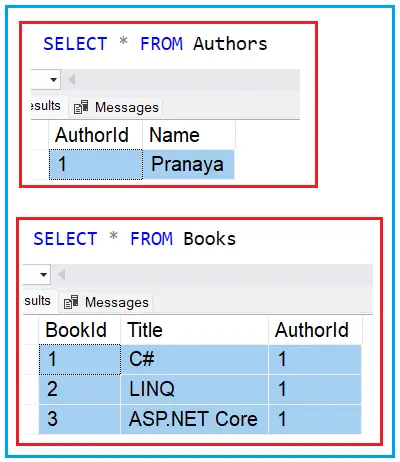 SELECT * FROM Authors
esults Messages
AuthorId Name
1 Pranaya
SELECT * FROM Books
sults Messages
BookId Title AuthorId
1 C# 1
2 LINQ 1
3 ASP.NET Core 1